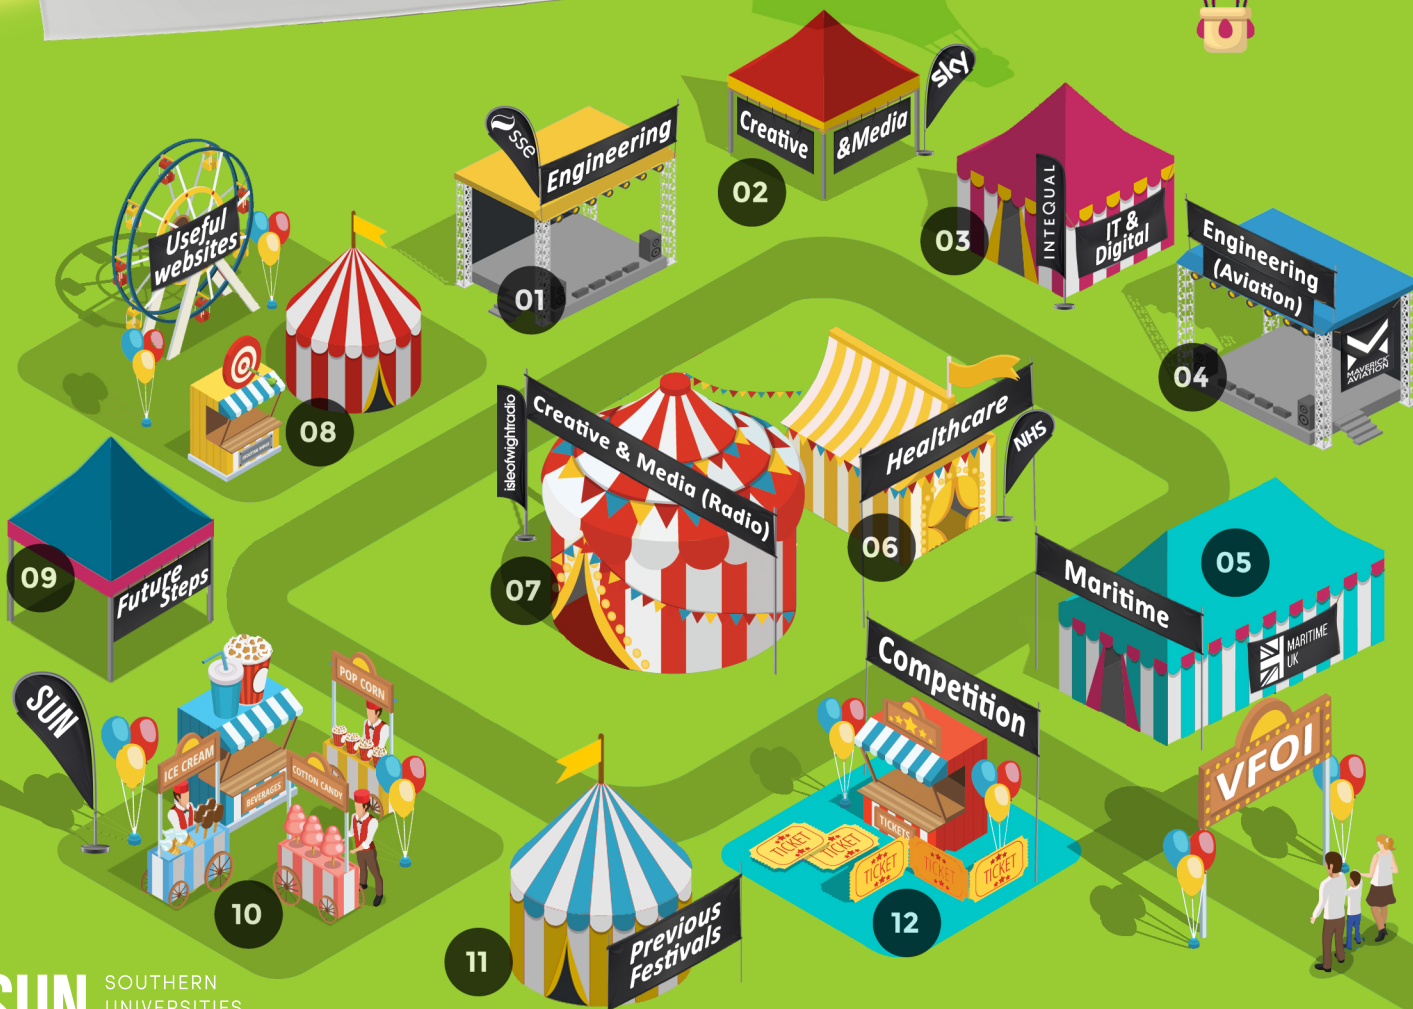 sse
Engineering
01
Creative
&Media
sky
02
INTEQUAL
IT &
Digital
03
Engineering
(Aviation)
MAVERICK
AVIATION
04
Useful
websites
08
isleofwightradio
Creative & Media (Radio)
07
Healthcare
NHS
06
Maritime
05
MARITIME
UK
09
Future
Steps
SUN
ICE CREAM
BEVERAGES
COTTON CANDY
POP CORN
10
Competition
TICKETS
TICKET
TICKET
TICKET
TICKET
TICKET
12
VFOI
Previous
Festivals
11
SUN
SOUTHERN
UNIVERSITIES